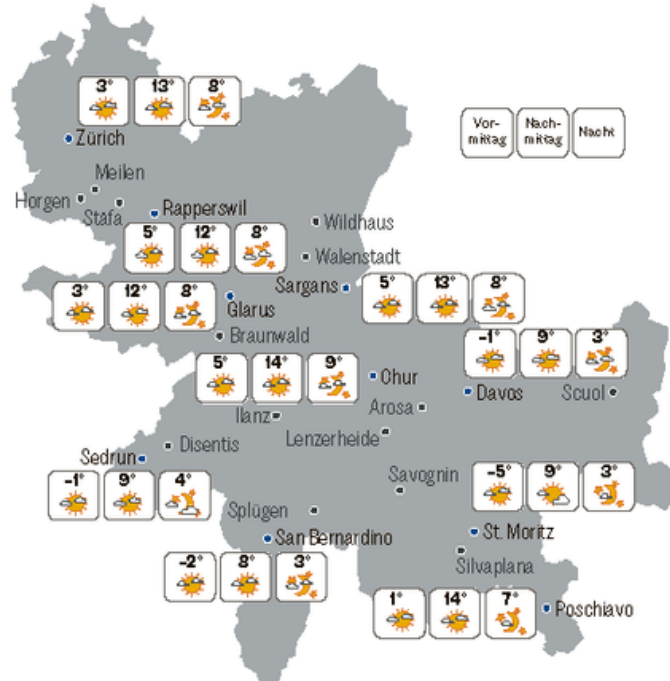 3° 13° 8°
Zürich
Vor-
mittag
Nach-
mittag
Nacht
Meilen
Horgen
Stäfa
Rapperswil
Wildhaus
5° 12° 8°
Walenstadt
Sargans
3° 12° 8°
Glarus
5° 13° 8°
Braunwald
-1° 9° 3°
5° 14° 9°
Chur
Davos
Scuol
Arosa
Ilanz
Lenzerheide
Disentis
Sedrun
Savognin
-1° 9° 4°
-5° 9° 3°
Splügen
San Bernardino
St. Moritz
Silvaplana
-2° 8° 3°
1° 14° 7°
Poschiavo